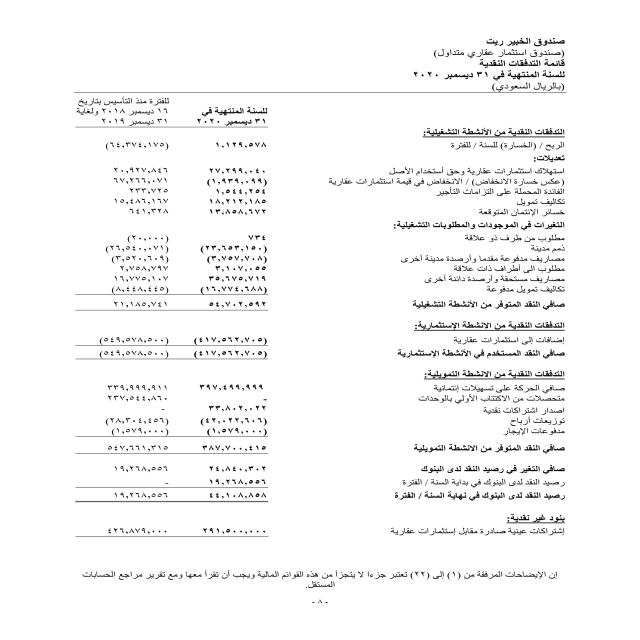 صندوق الخبير ريت
(صندوق استثمار عقاري متداول)
قائمة التدفقات النقدية
للسنة المنتهية في ٣١ ديسمبر ٢٠٢٠
(بالريال السعودي)
للسنة المنتهية في ٣١ ديسمبر ٢٠٢٠ للفترة منذ التأسيس بتاريخ ١٦ ديسمبر ٢٠١٨ ولغاية ٣١ ديسمبر ٢٠١٩
التدفقات النقدية من الأنشطة التشغيلية:
الربح / (الخسارة) للسنة / للفترة ١,١٢٩,٥٧٨ (٦٤,٣٧٤,١٧٥)
تعديلات:
استهلاك استثمارات عقارية وحق أستخدام الأصل ٢٧,٢٩٩,٠٤٠ ٢٠,٩٢٧,٨٤٦
(عكس خسارة الانخفاض) / الانخفاض في قيمة استثمارات عقارية (١,٩٣٩,٠٩٩) ٦٧,٢٦٦,٠٧١
الفائدة المحملة على التزامات التأجير ١,٥٤٤,٢٥٤ ٢٣٣,٧٢٥
تكاليف تمويل ١٨,٢١٢,١٨٥ ١٥,٤٨٦,١٦٧
خسائر الإئتمان المتوقعة ١٣,٨٥٨,٦٧٢ ٦٤١,٣٢٨
التغيرات في الموجودات والمطلوبات التشغيلية:
مطلوب من طرف ذو علاقة ٧٣٤ (٢٠,٠٠٠)
ذمم مدينة (٢٣,٦٥٣,١٥٠) (٢٦,٥٤٠,٠٧١)
مصاريف مدفوعة مقدما وأرصدة مدينة أخرى (٣,٧٥٧,٧٠٨) (٣,٥٢٠,٦٠٩)
مطلوب الى أطراف ذات علاقة ٣,١٠٧,٠٥٥ ٢,٧٥٨,٧٩٧
مصاريف مستحقة وأرصدة دائنة أخرى ٣٥,٦٧٥,٧١٩ ١٦,٧٧٥,١٠٧
تكاليف تمويل مدفوعة (١٦,٧٧٤,٦٨٨) (٨,٤٤٨,٤٤٥)
صافي النقد المتوفر من الأنشطة التشغيلية ٥٤,٧٠٢,٥٩٢ ٢١,١٨٥,٧٤١
التدفقات النقدية من الانشطة الإستثمارية:
إضافات إلى استثمارات عقارية (٤١٧,٥٦٢,٧٠٥) (٥٤٩,٥٧٨,٥٠٠)
صافي النقد المستخدم في الأنشطة الإستثمارية (٤١٧,٥٦٢,٧٠٥) (٥٤٩,٥٧٨,٥٠٠)
التدفقات النقدية من الانشطة التمويلية:
صافي الحركة على تسهيلات إئتمانية ٣٩٧,٤٩٩,٩٩٩ ٣٣٩,٩٩٩,٩١١
متحصلات من الاكتتاب الأولي بالوحدات - ٢٣٧,٥٤٤,٨٦٠
اصدار اشتراكات نقدية ٣٣,٨٠٢,٠٢٢ -
توزيعات أرباح (٤٢,٠٢٢,٦٠٦) (٢٨,٣٠٤,٤٥٦)
مدفوعات الإيجار (١,٥٧٩,٠٠٠) (١,٥٧٩,٠٠٠)
صافي النقد المتوفر من الانشطة التمويلية ٣٨٧,٧٠٠,٤١٥ ٥٤٧,٦٦١,٣١٥
صافي التغير في رصيد النقد لدى البنوك ٢٤,٨٤٠,٣٠٢ ١٩,٢٦٨,٥٥٦
رصيد النقد لدى البنوك في بداية السنة / الفترة ١٩,٢٦٨,٥٥٦ -
رصيد النقد لدى البنوك في نهاية السنة / الفترة ٤٤,١٠٨,٨٥٨ ١٩,٢٦٨,٥٥٦
بنود غير نقدية:
إشتراكات عينية صادرة مقابل إستثمارات عقارية ٢٩١,٥٠٠,٠٠٠ ٤٢٦,٨٧٩,٠٠٠
إن الإيضاحات المرفقة من (١) إلى (٢٢) تعتبر جزءا لا يتجزأ من هذه القوائم المالية ويجب أن تقرأ معها ومع تقرير مراجع الحسابات
المستقل.
- ٨ -